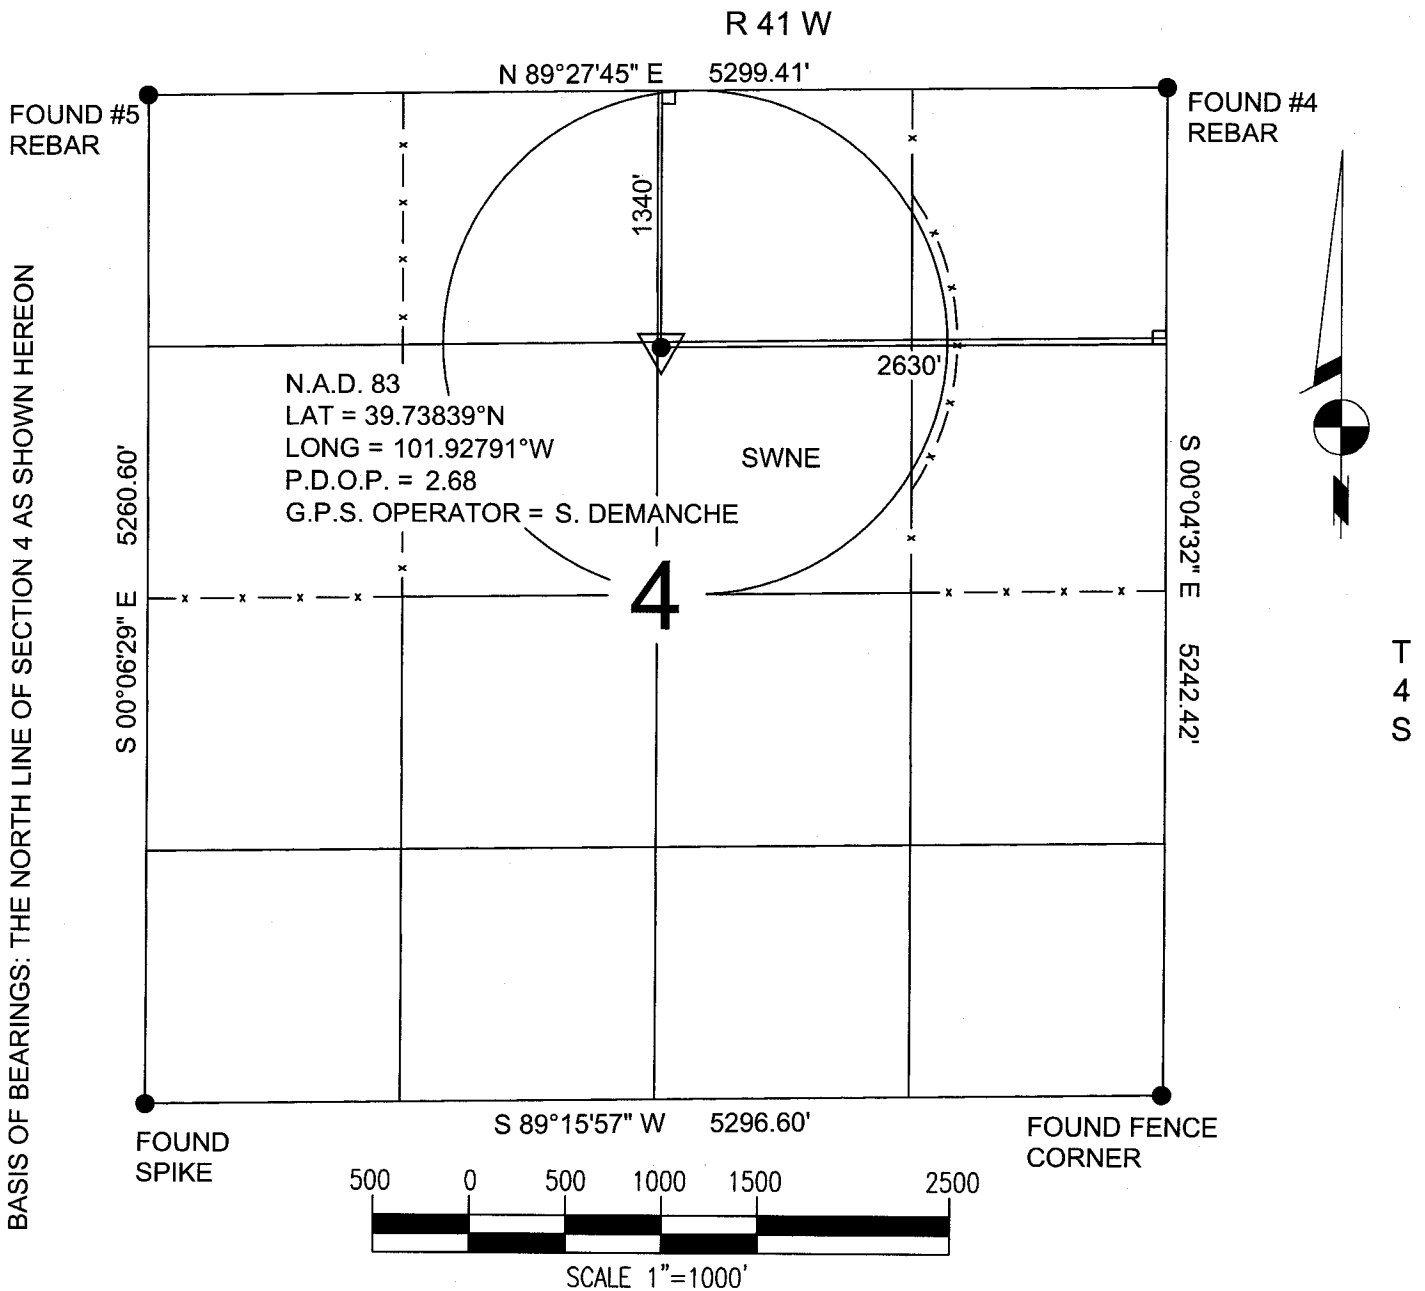 R 41 W
N 89°27'45" E 5299.41'
FOUND #5
REBAR
FOUND #4
REBAR
1340'
2630'
N.A.D. 83
LAT = 39.73839°N
LONG = 101.92791°W
P.D.O.P. = 2.68
G.P.S. OPERATOR = S. DEMANCHE
SWNE
4
BASIS OF BEARINGS: THE NORTH LINE OF SECTION 4 AS SHOWN HEREON
S 00°06'29" E 5260.60'
S 00°04'32" E 5242.42'
T
4
S
S 89°15'57" W 5296.60'
FOUND
SPIKE
FOUND FENCE
CORNER
500 0 500 1000 1500 2500
SCALE 1"=1000'